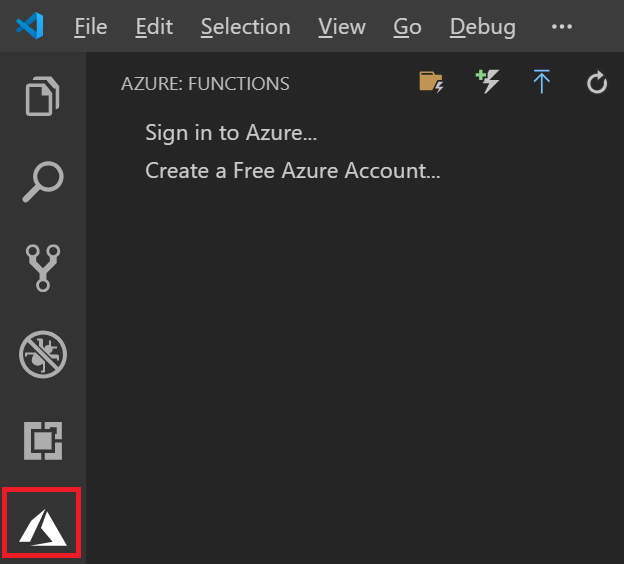 File Edit Selection View Go Debug ...
AZURE: FUNCTIONS
Sign in to Azure...
Create a Free Azure Account...